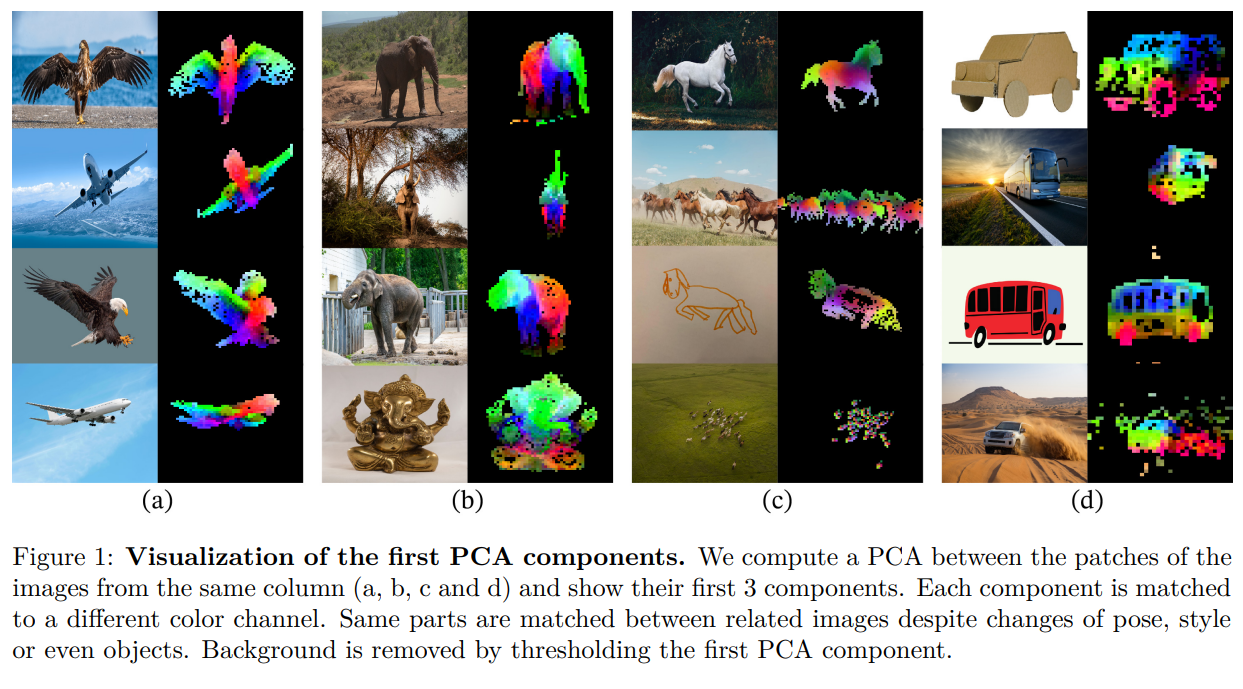 (a) (b) (c) (d)
Figure 1: Visualization of the first PCA components. We compute a PCA between the patches of the
images from the same column (a, b, c and d) and show their first 3 components. Each component is matched
to a different color channel. Same parts are matched between related images despite changes of pose, style
or even objects. Background is removed by thresholding the first PCA component.